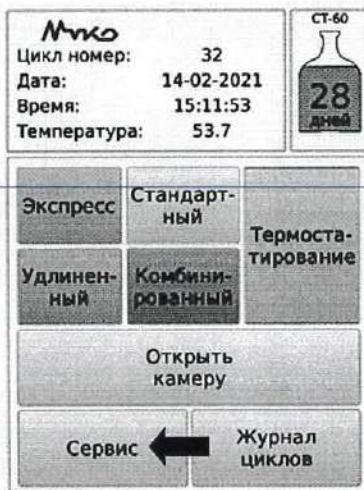 Мико
СТ-60
Цикл номер: 32
Дата: 14-02-2021
Время: 15:11:53
Температура: 53.7
28
дней
Экспресс
Стандарт-
ный
Термоста-
тирование
Удлинен-
ный
Комбини-
рованный
Открыть
камеру
Сервис
Журнал
циклов